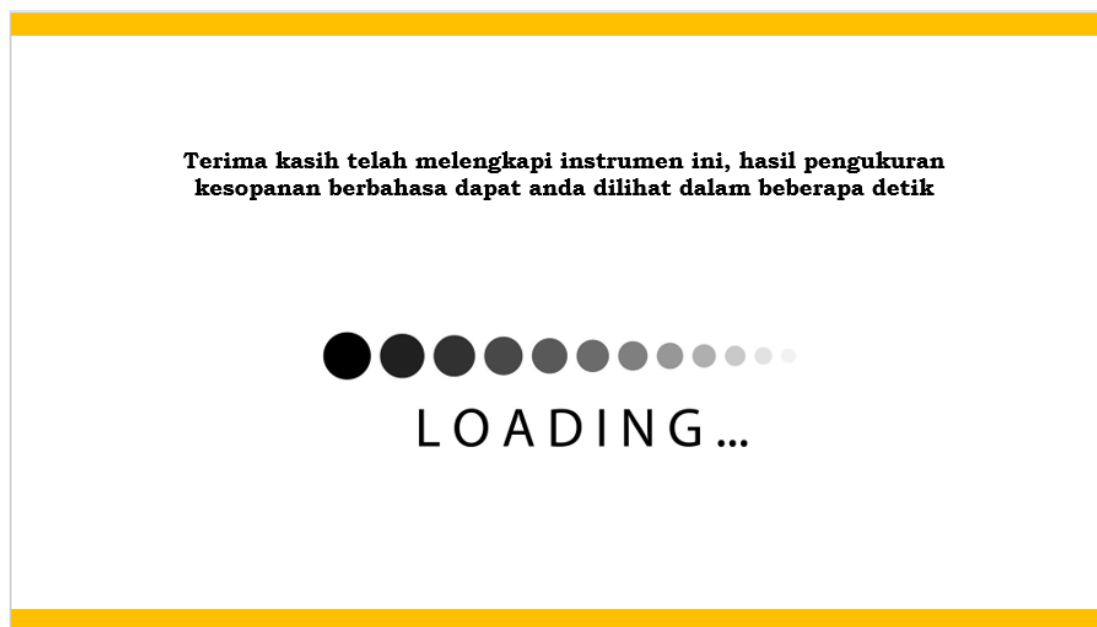 Terima kasih telah melengkapi instrumen ini, hasil pengukuran
kesopanan berbahasa dapat anda dilihat dalam beberapa detik
LOADING...